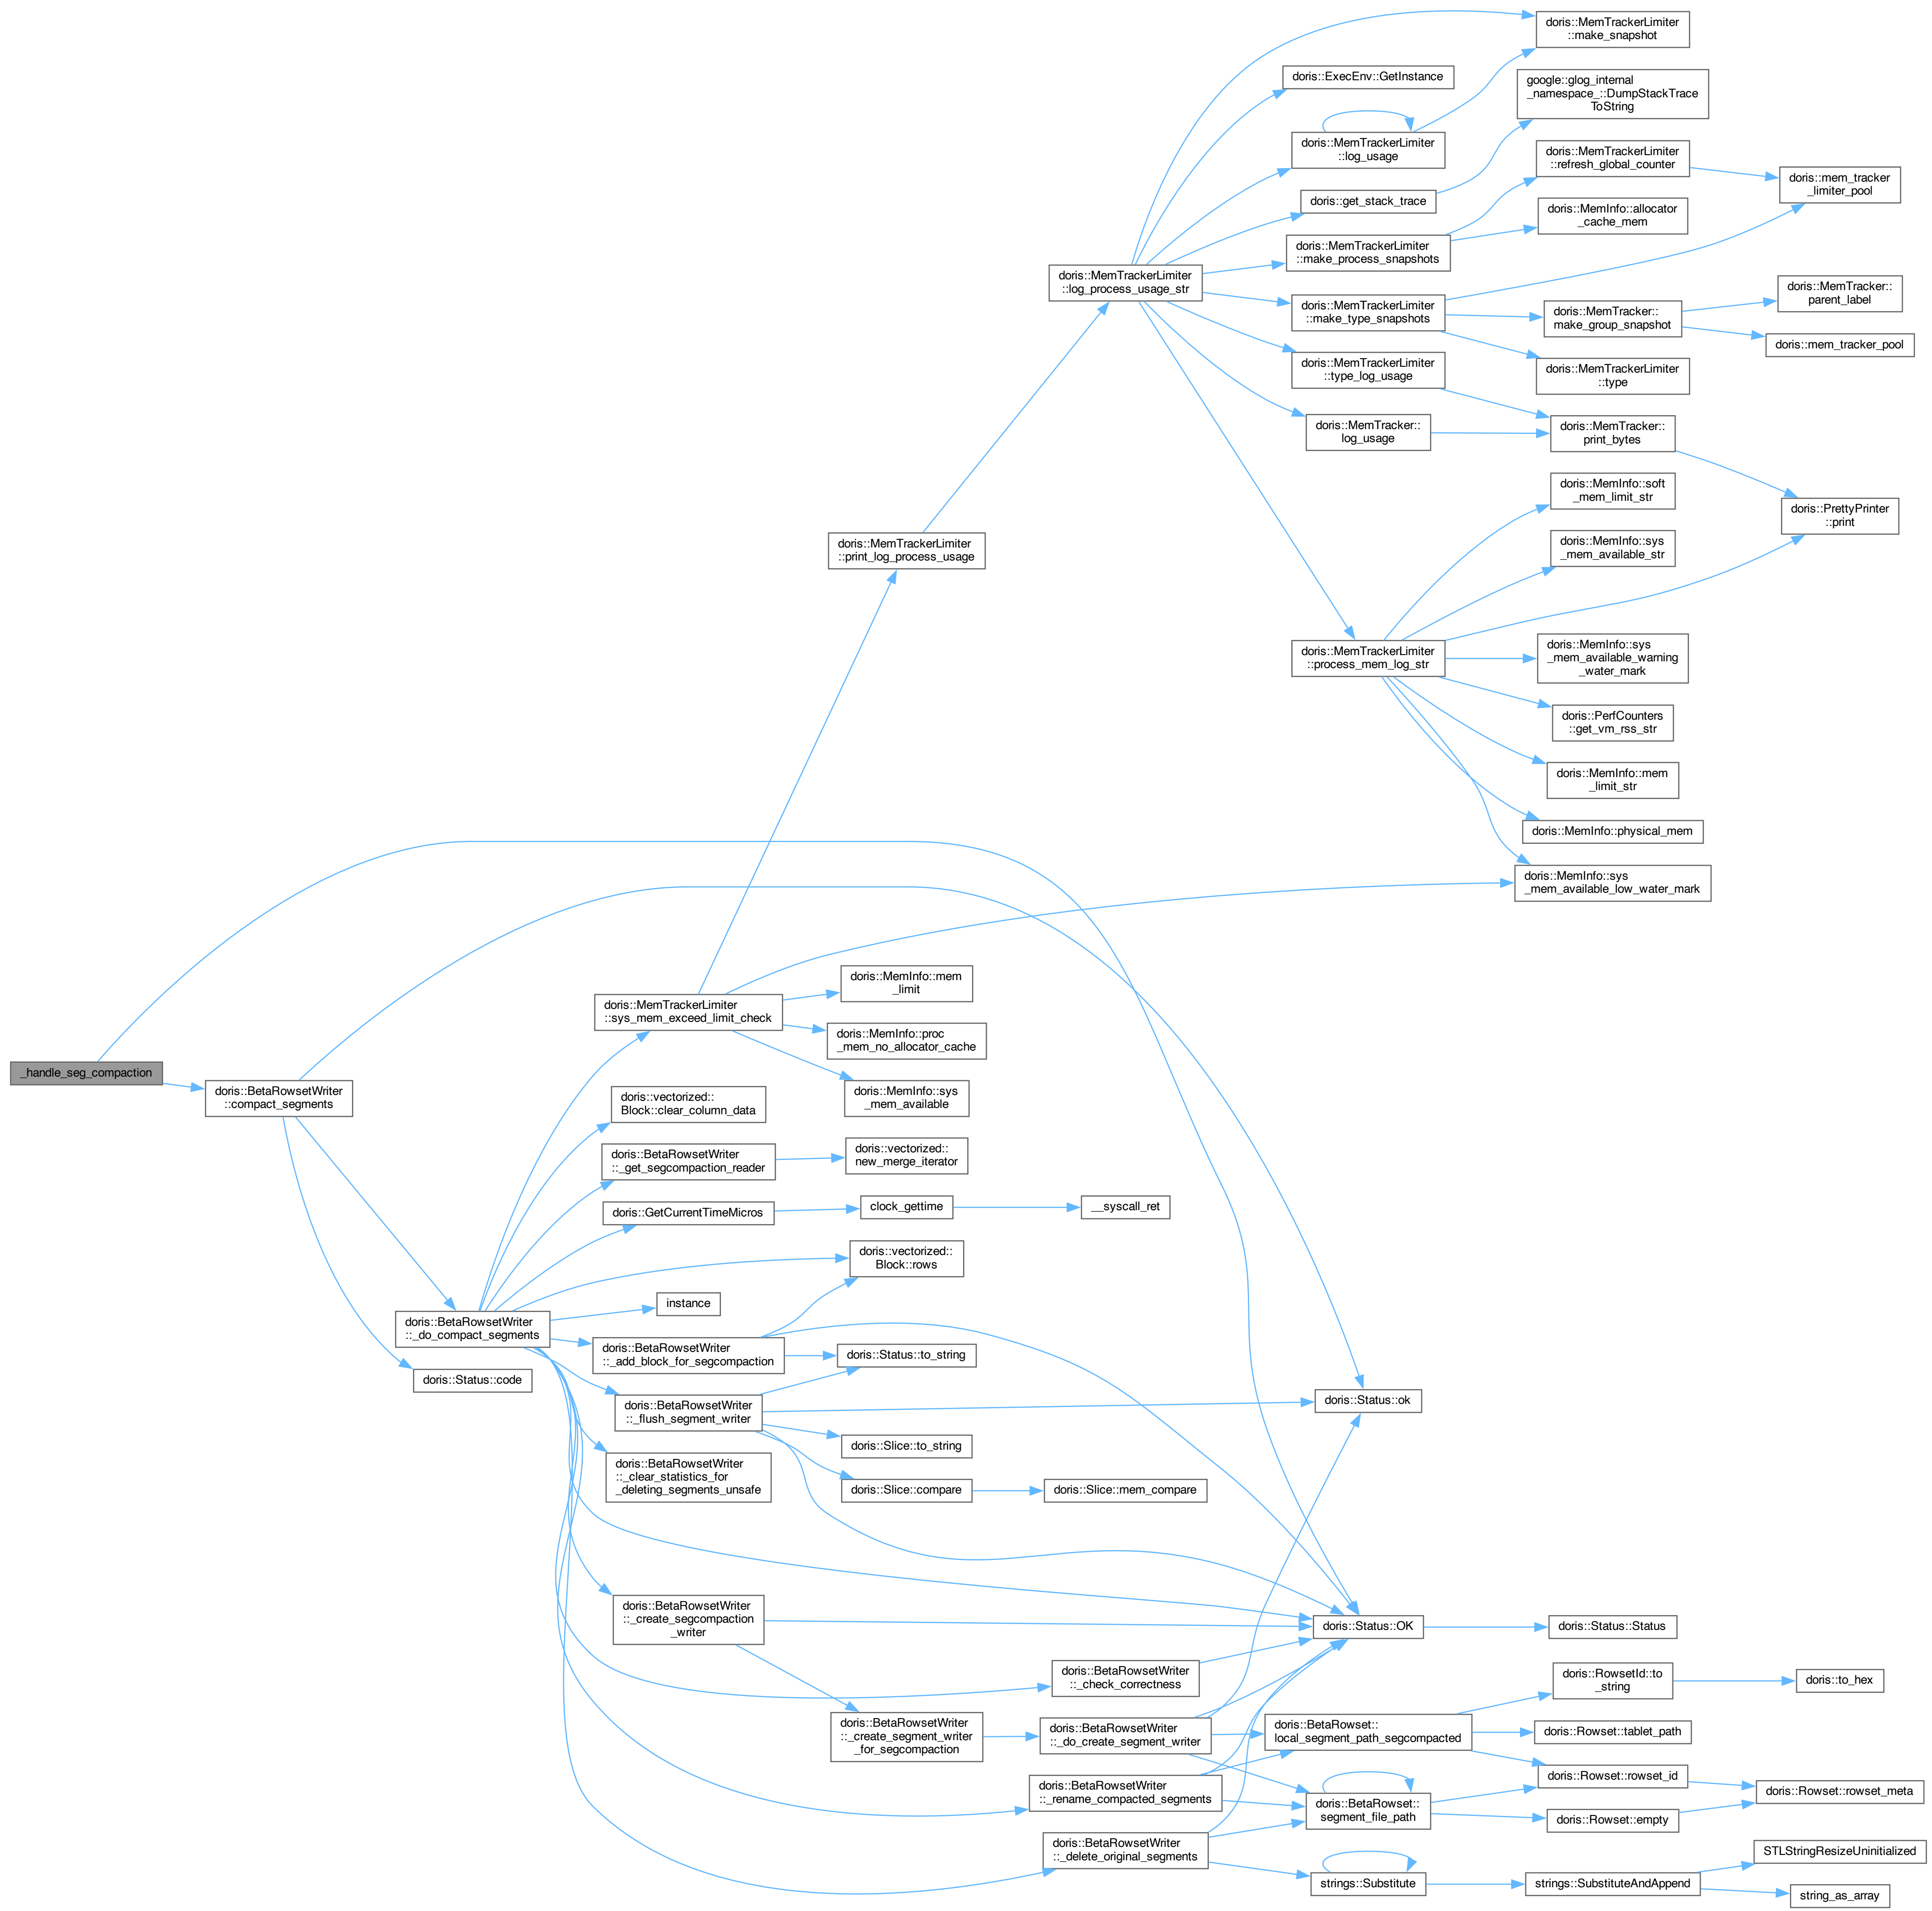 doris::MemTrackerLimiter
::make_snapshot
doris::ExecEnv::GetInstance
google::glog_internal
_namespace_::DumpStackTrace
ToString
doris::MemTrackerLimiter
::log_usage
doris::MemTrackerLimiter
::refresh_global_counter
doris::mem_tracker
_limiter_pool
doris::get_stack_trace
doris::MemInfo::allocator
_cache_mem
doris::MemTrackerLimiter
::make_process_snapshots
doris::MemTrackerLimiter
::log_process_usage_str
doris::MemTracker::
parent_label
doris::MemTrackerLimiter
::make_type_snapshots
doris::MemTracker::
make_group_snapshot
doris::mem_tracker_pool
doris::MemTrackerLimiter
::type_log_usage
doris::MemTrackerLimiter
::type
doris::MemTracker::
log_usage
doris::MemTracker::
print_bytes
doris::MemInfo::soft
_mem_limit_str
doris::PrettyPrinter
::print
doris::MemTrackerLimiter
::print_log_process_usage
doris::MemInfo::sys
_mem_available_str
doris::MemTrackerLimiter
::process_mem_log_str
doris::MemInfo::sys
_mem_available_warning
_water_mark
doris::PerfCounters
::get_vm_rss_str
doris::MemInfo::mem
_limit_str
doris::MemInfo::physical_mem
doris::MemInfo::sys
_mem_available_low_water_mark
doris::MemInfo::mem
_limit
doris::MemTrackerLimiter
::sys_mem_exceed_limit_check
doris::MemInfo::proc
_mem_no_allocator_cache
_handle_seg_compaction
doris::BetaRowsetWriter
::compact_segments
doris::vectorized::
Block::clear_column_data
doris::MemInfo::sys
_mem_available
doris::BetaRowsetWriter
::_get_segcompaction_reader
doris::vectorized::
new_merge_iterator
doris::GetCurrentTimeMicros
clock_gettime
__syscall_ret
doris::vectorized::
Block::rows
instance
doris::BetaRowsetWriter
::_do_compact_segments
doris::BetaRowsetWriter
::_add_block_for_segcompaction
doris::Status::to_string
doris::Status::code
doris::BetaRowsetWriter
::_flush_segment_writer
doris::Status::ok
doris::Slice::to_string
doris::BetaRowsetWriter
::_clear_statistics_for
_deleting_segments_unsafe
doris::Slice::compare
doris::Slice::mem_compare
doris::BetaRowsetWriter
::_create_segcompaction
_writer
doris::Status::OK
doris::Status::Status
doris::BetaRowsetWriter
::_check_correctness
doris::RowsetId::to
_string
doris::to_hex
doris::BetaRowsetWriter
::_create_segment_writer
_for_segcompaction
doris::BetaRowsetWriter
::_do_create_segment_writer
doris::BetaRowset::
local_segment_path_segcompacted
doris::Rowset::tablet_path
doris::Rowset::rowset_id
doris::Rowset::rowset_meta
doris::BetaRowsetWriter
::_rename_compacted_segments
doris::BetaRowset::
segment_file_path
doris::Rowset::empty
doris::BetaRowsetWriter
::_delete_original_segments
STLStringResizeUninitialized
strings::Substitute
strings::SubstituteAndAppend
string_as_array